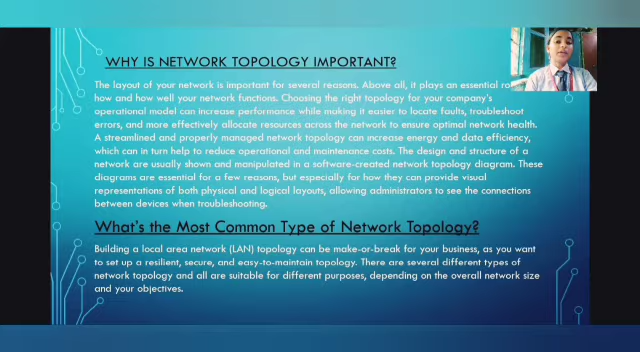 WHY IS NETWORK TOPOLOGY IMPORTANT?
The layout of your network is important for several reasons. Above all, it plays an essential
how and how well your network functions. Choosing the right topology for your company's
operational model can increase performance while making it easier to locate faults, troubleshoot
errors, and more effectively allocate resources across the network to ensure optimal network health.
A streamlined and properly managed network topology can increase energy and data efficiency,
which can in turn help to reduce operational and maintenance costs. The design and structure of a
network are usually shown and manipulated in a software-created network topology diagram. These
diagrams are essential for a few reasons, but especially for how they can provide visual
representations of both physical and logical layouts, allowing administrators to see the connections
between devices when troubleshooting.
What's the Most Common Type of Network Topology?
Building a local area network (LAN) topology can be make-or-break for your business, as you want
to set up a resilient, secure, and easy-to-maintain topology. There are several different types of
network topology and all are suitable for different purposes, depending on the overall network size
and your objectives.